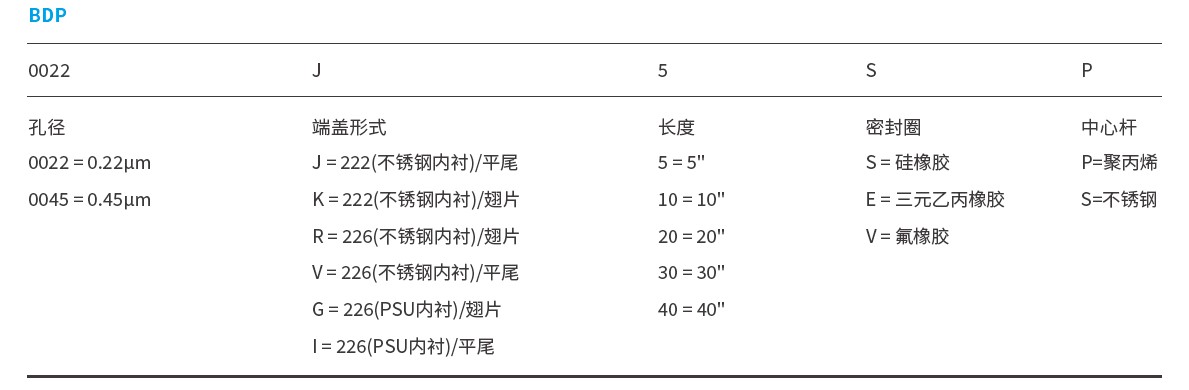 BDP
0022 J 5 S P
孔径 端盖形式 长度 密封圈 中心杆
0022 = 0.22μm J = 222(不锈钢内衬)/平尾 5 = 5" S = 硅橡胶 P=聚丙烯
0045 = 0.45μm K = 222(不锈钢内衬)/翅片 10 = 10" E = 三元乙丙橡胶 S=不锈钢
R = 226(不锈钢内衬)/翅片 20 = 20" V = 氟橡胶
V = 226(不锈钢内衬)/平尾 30 = 30"
G = 226(PSU内衬)/翅片 40 = 40"
I = 226(PSU内衬)/平尾